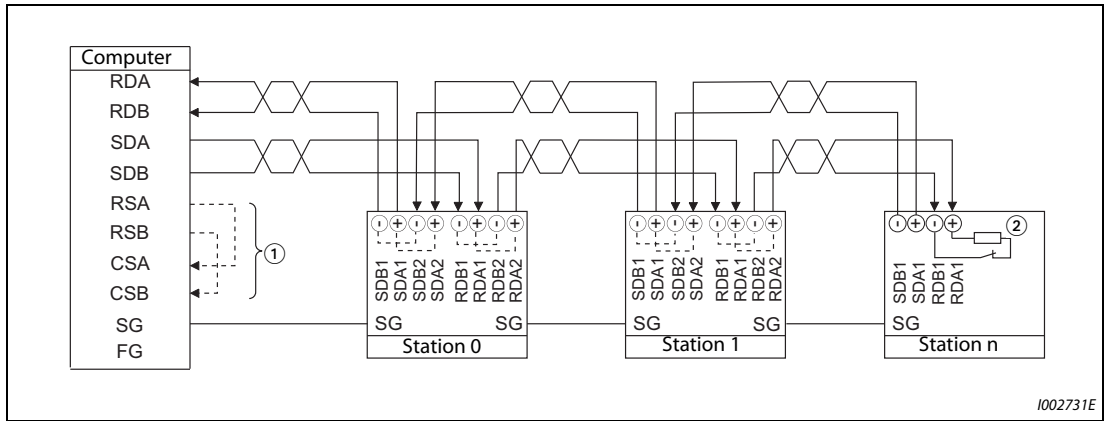 Computer
RDA
RDB
SDA
SDB
RSA
RSB
CSA
CSB
SG
FG
①
- + - + - + - +
SDB1
SDA1
SDB2
SDA2
RDB1
RDA1
RDB2
RDA2
SG SG
Station 0
- + - + - + - +
SDB1
SDA1
SDB2
SDA2
RDB1
RDA1
RDB2
RDA2
SG SG
Station 1
- + - +
②
SDB1
SDA1
RDB1
RDA1
SG
Station n
I002731E